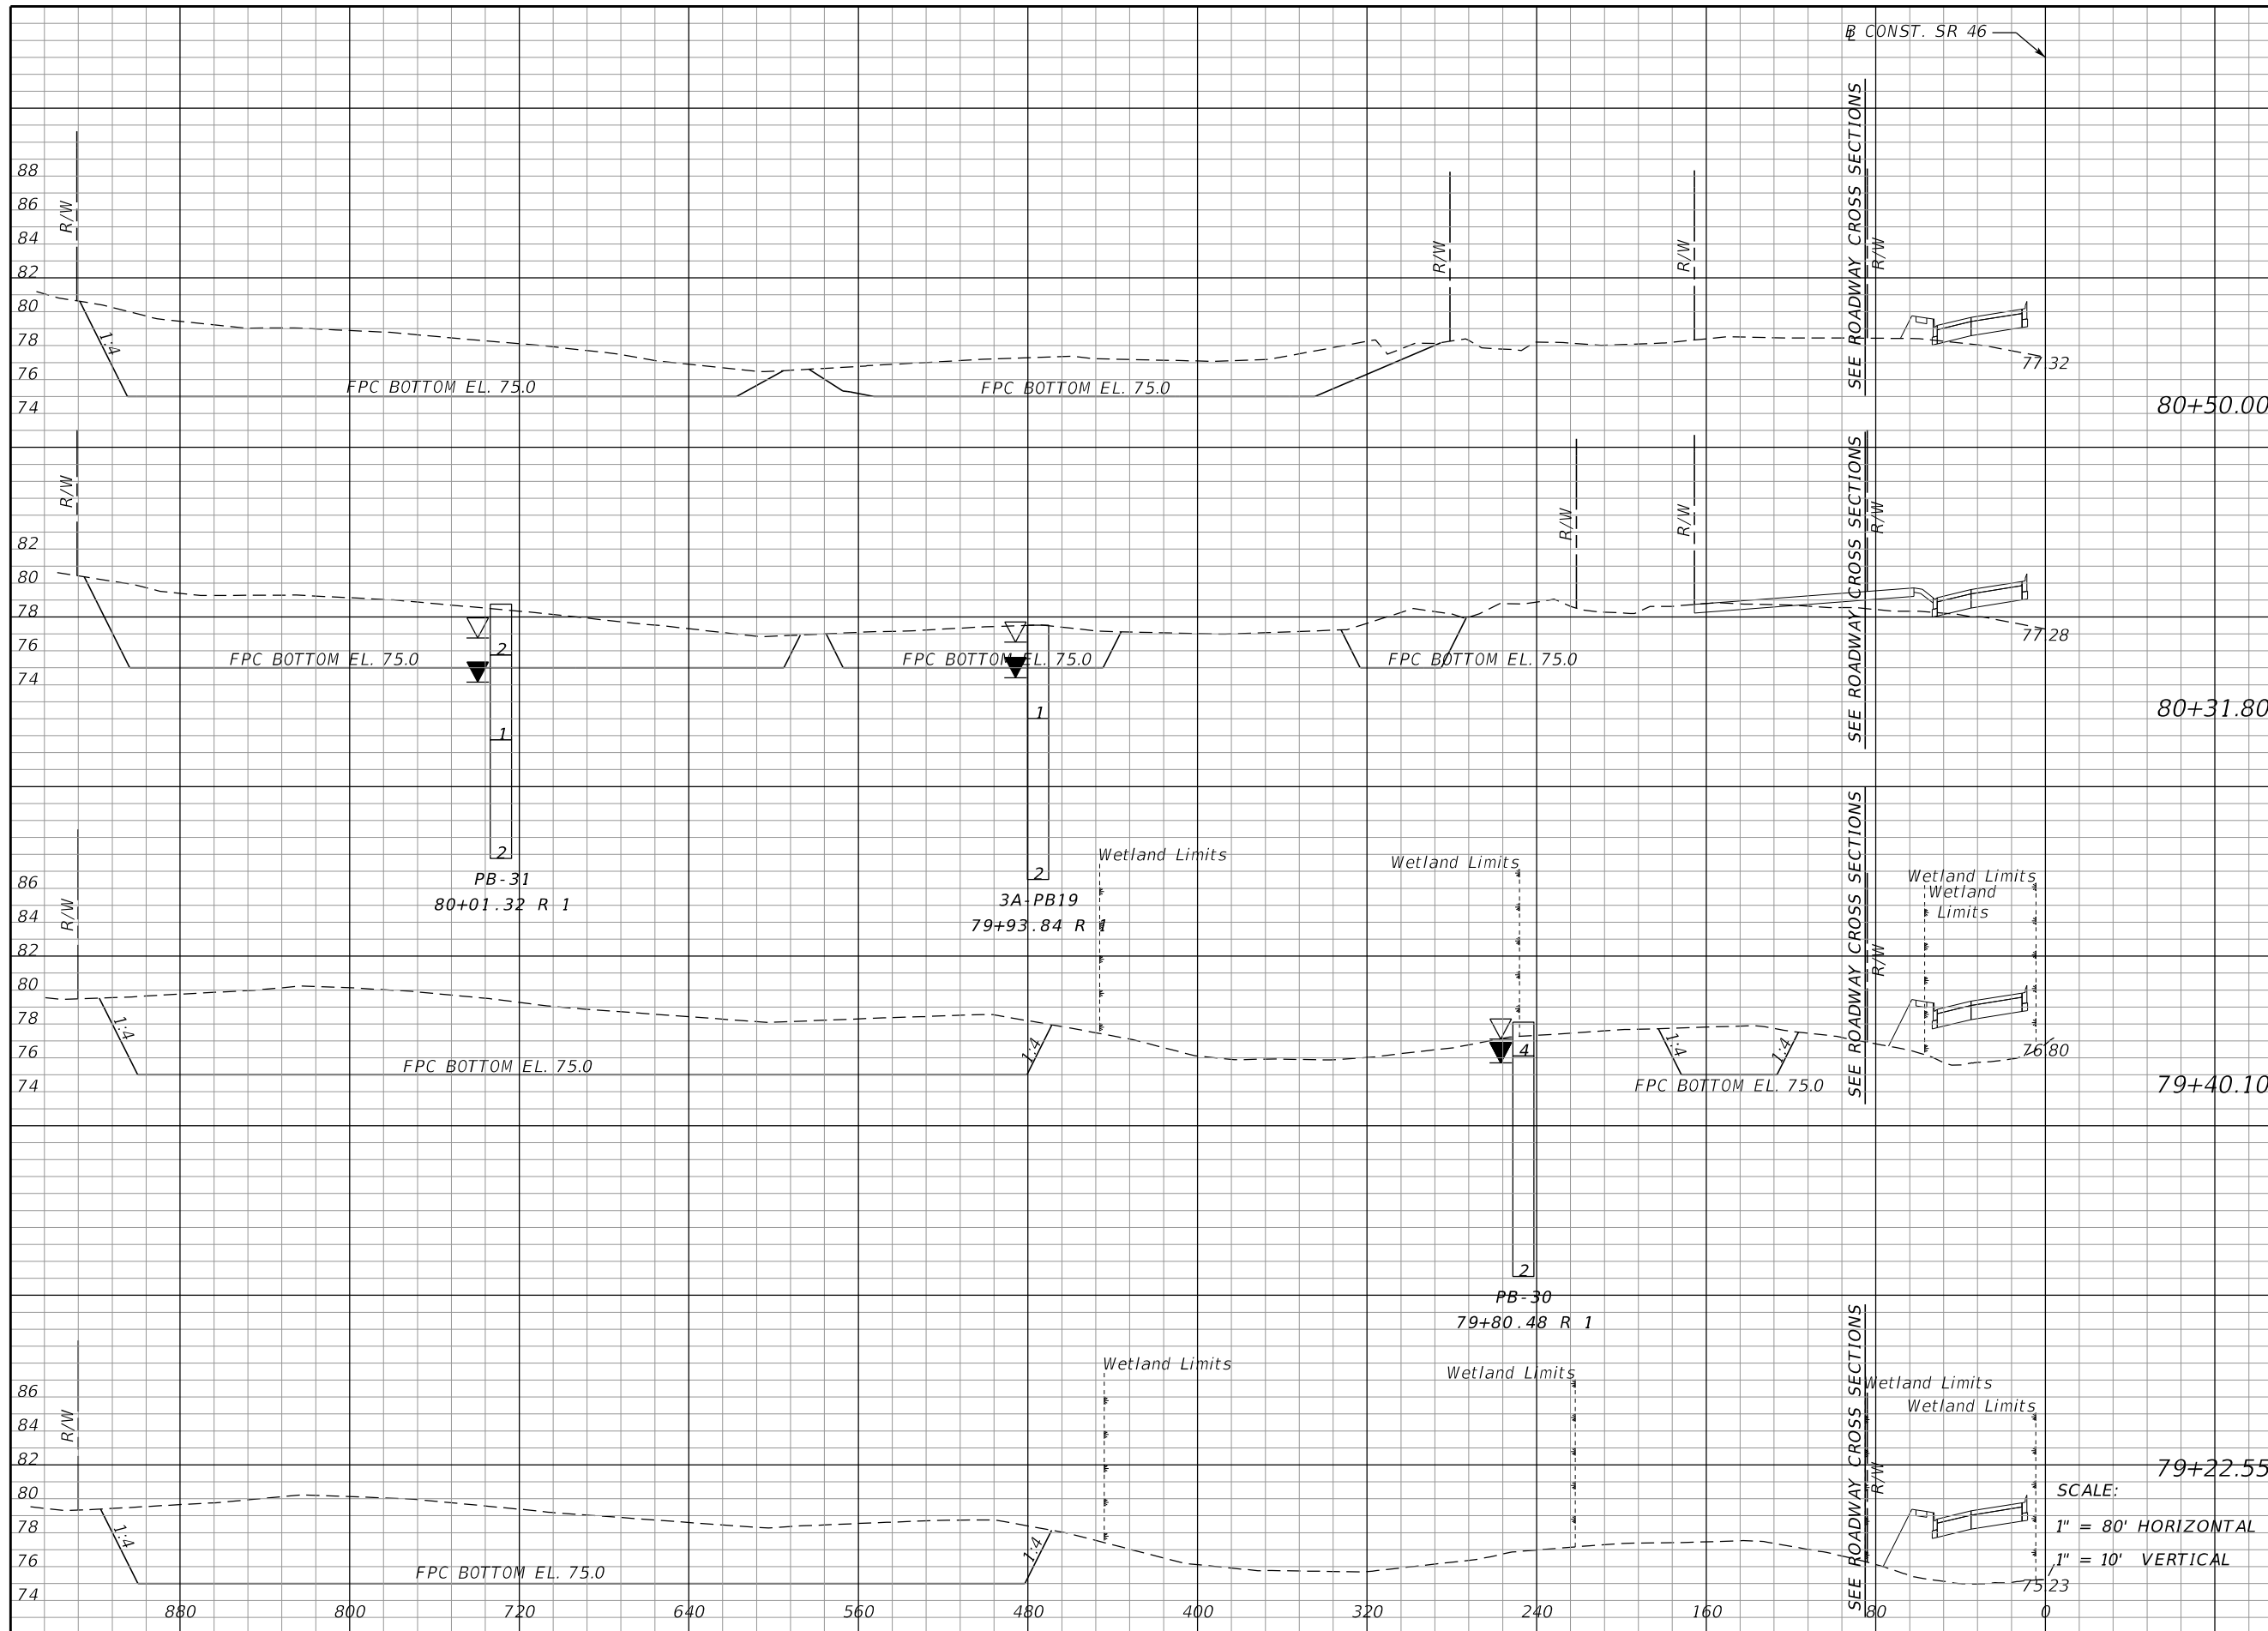 B CONST. SR 46
SEE ROADWAY CROSS SECTIONS
88
86
84
82
80
78
76
74
R/W
R/W
R/W
R/W
1:4
FPC BOTTOM EL. 75.0
FPC BOTTOM EL. 75.0
77.32
80+50.00
SEE ROADWAY CROSS SECTIONS
82
80
78
76
74
R/W
R/W
R/W
R/W
FPC BOTTOM EL. 75.0
FPC BOTTOM EL. 75.0
FPC BOTTOM EL. 75.0
77.28
80+31.80
2
1
2
PB-31
80+01.32 R 1
1
2
3A-PB19
79+93.84 R 1
SEE ROADWAY CROSS SECTIONS
86
84
82
80
78
76
74
R/W
R/W
Wetland Limits
Wetland Limits
Wetland Limits
Wetland
Limits
1:4
1:4
1:4
1:4
FPC BOTTOM EL. 75.0
FPC BOTTOM EL. 75.0
76.80
79+40.10
4
2
PB-30
79+80.48 R 1
SEE ROADWAY CROSS SECTIONS
86
84
82
80
78
76
74
R/W
R/W
Wetland Limits
Wetland Limits
Wetland Limits
Wetland Limits
1:4
1:4
FPC BOTTOM EL. 75.0
75.23
79+22.55
SCALE:
1" = 80' HORIZONTAL
1" = 10' VERTICAL
880 800 720 640 560 480 400 320 240 160 80 0